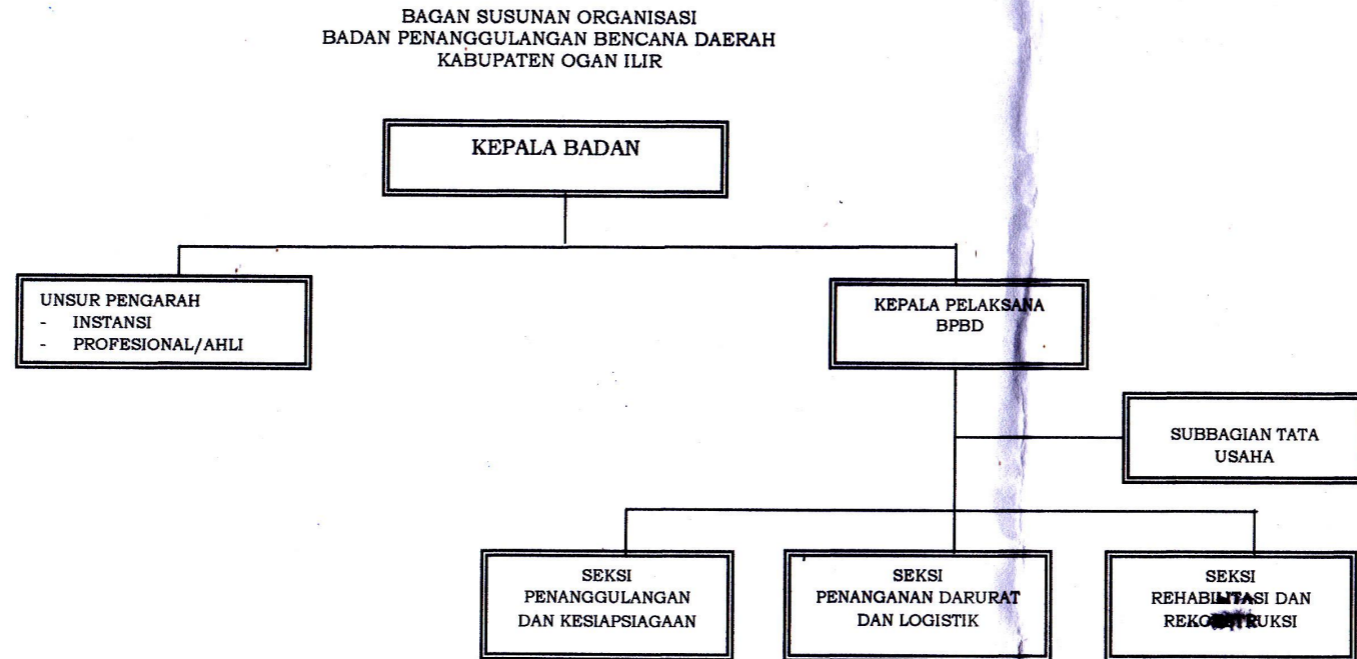 BAGAN SUSUNAN ORGANISASI
BADAN PENANGGULANGAN BENCANA DAERAH
KABUPATEN OGAN ILIR
KEPALA BADAN
UNSUR PENGARAH
- INSTANSI
- PROFESIONAL/AHLI
KEPALA PELAKSANA
BPBD
SUBBAGIAN TATA
USAHA
SEKSI
PENANGGULANGAN
DAN KESIAPSIAGAAN
SEKSI
PENANGANAN DARURAT
DAN LOGISTIK
SEKSI
REHABILITASI DAN
REKONSTRUKSI